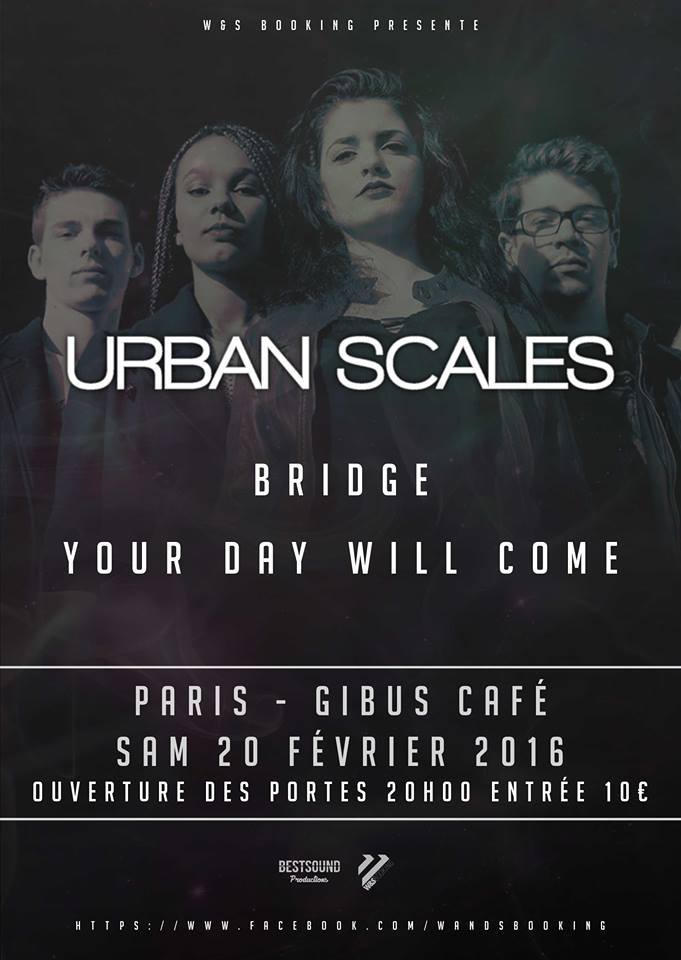 W&S BOOKING PRESENTE
URBAN SCALES
BRIDGE
YOUR DAY WILL COME
PARIS - GIBUS CAFÉ
SAM 20 FÉVRIER 2016
OUVERTURE DES PORTES 20H00 ENTRÉE 10€
BESTSOUND
Productions
W&S BOOKING
HTTPS://WWW.FACEBOOK.COM/WANDSBOOKING